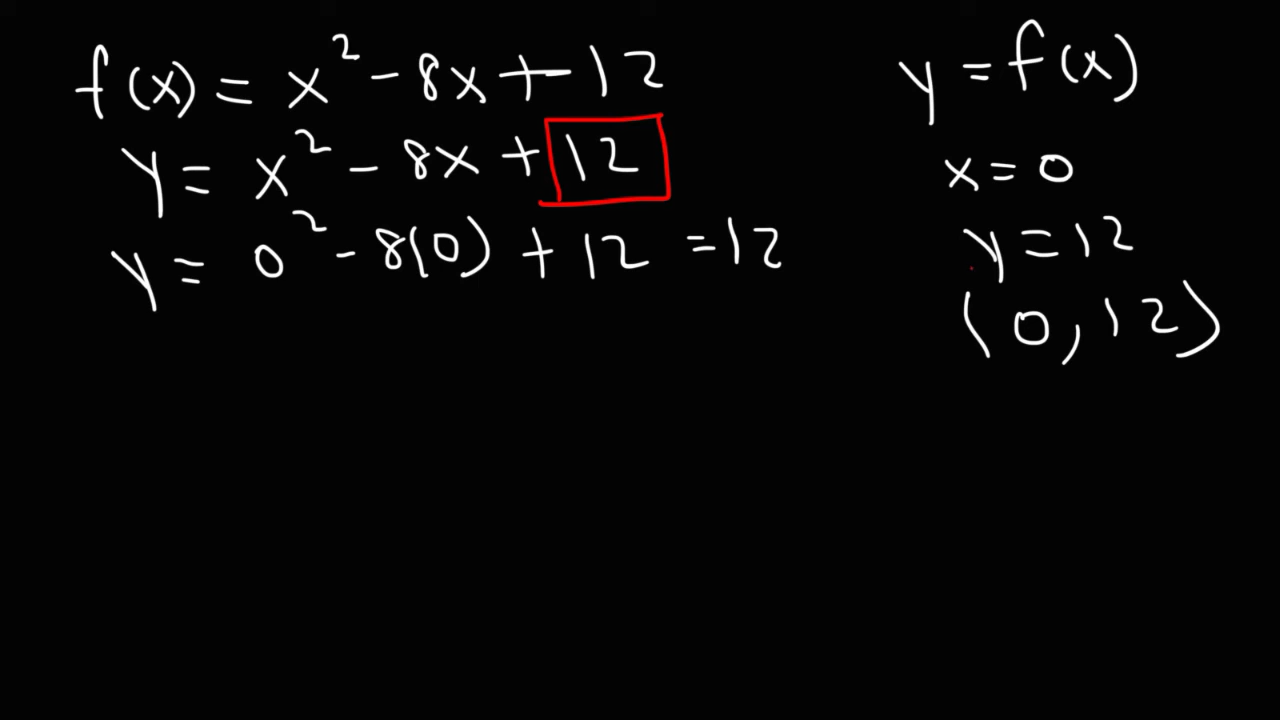 f(x) = x² - 8x + 12
y = x² - 8x + 12
y = 0² - 8(0) + 12 = 12
y = f(x)
x = 0
y = 12
(0, 12)